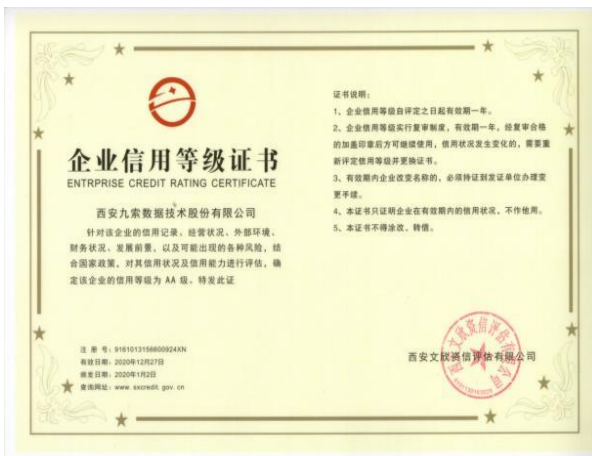 企业信用等级证书
ENTRPRISE CREDIT RATING CERTIFICATE
西安九索数据技术股份有限公司
针对该企业的信用记录、经营状况、外部环境、
财务状况、发展前景,以及可能出现的各种风险,结
合国家政策,对其信用状况及信用能力进行评估,确
定该企业的信用等级为 AA 级、特发此证
注 册 号:9161013156600924XN
有效日期:2020年12月27日
颁发日期:2020年1月2日
查询网址:www.sxcredit.gov.cn
证书说明:
1、企业信用等级自评定之日起有效期一年。
2、企业信用等级实行复审制度,有效期一年,经复审合格
的加盖印章后方可继续使用,信用状况发生变化的,需要重
新评定信用等级并更换证书。
3、有效期内企业改变名称的,必须持证到发证单位办理变
更手续。
4、本证书只证明企业在有效期内的信用状况,不作他用。
5、本证书不得涂改、转借。
西安文欣资信评估有限公司